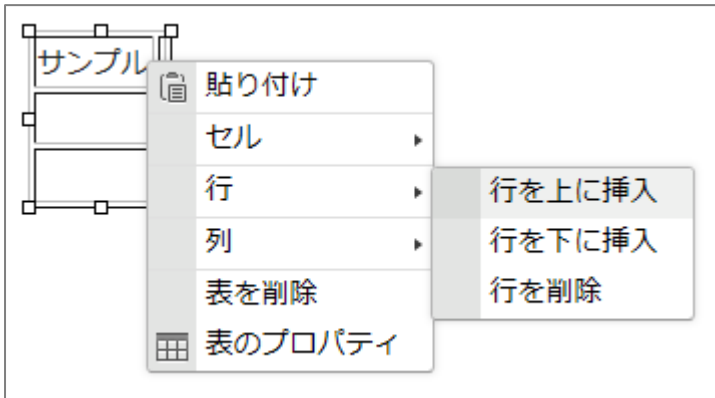 サンプル
貼り付け
セル
行
列
表を削除
表のプロパティ
行を上に挿入
行を下に挿入
行を削除